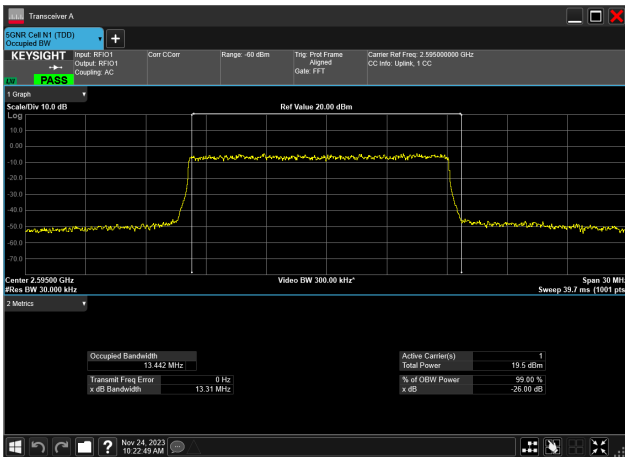 Transceiver A
5GNR Cell N1 (TDD)
Occupied BW
KEYSIGHT
LXI
PASS
Input: RFIO1
Output: RFIO1
Coupling: AC
Corr CCorr
Range: -60 dBm
Trig: Prot Frame
Aligned
Gate: FFT
Carrier Ref Freq: 2.595000000 GHz
CC Info: Uplink, 1 CC
1 Graph
Scale/Div 10.0 dB
Ref Value 20.00 dBm
Log
10.0
0.00
-10.0
-20.0
-30.0
-40.0
-50.0
-60.0
-70.0
Center 2.59500 GHz
Video BW 300.00 kHz*
Span 30 MHz
#Res BW 30.000 kHz
Sweep 39.7 ms (1001 pts)
2 Metrics
Occupied Bandwidth
13.442 MHz
Active Carrier(s) 1
Total Power 19.5 dBm
Transmit Freq Error 0 Hz
x dB Bandwidth 13.31 MHz
% of OBW Power 99.00 %
x dB -26.00 dB
?
Nov 24, 2023
10:22:49 AM